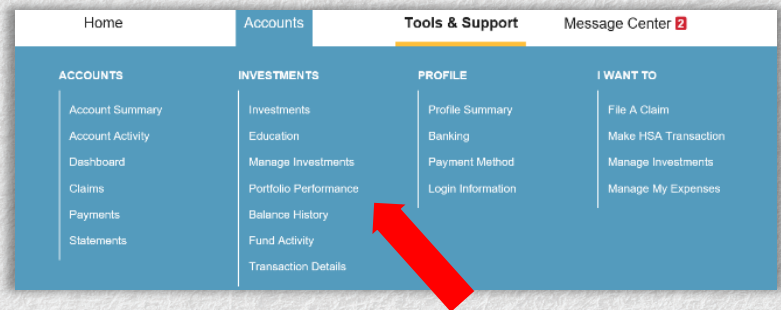 Home
Accounts
Tools & Support
Message Center 2
ACCOUNTS
Account Summary
Account Activity
Dashboard
Claims
Payments
Statements
INVESTMENTS
Investments
Education
Manage Investments
Portfolio Performance
Balance History
Fund Activity
Transaction Details
PROFILE
Profile Summary
Banking
Payment Method
Login Information
I WANT TO
File A Claim
Make HSA Transaction
Manage Investments
Manage My Expenses